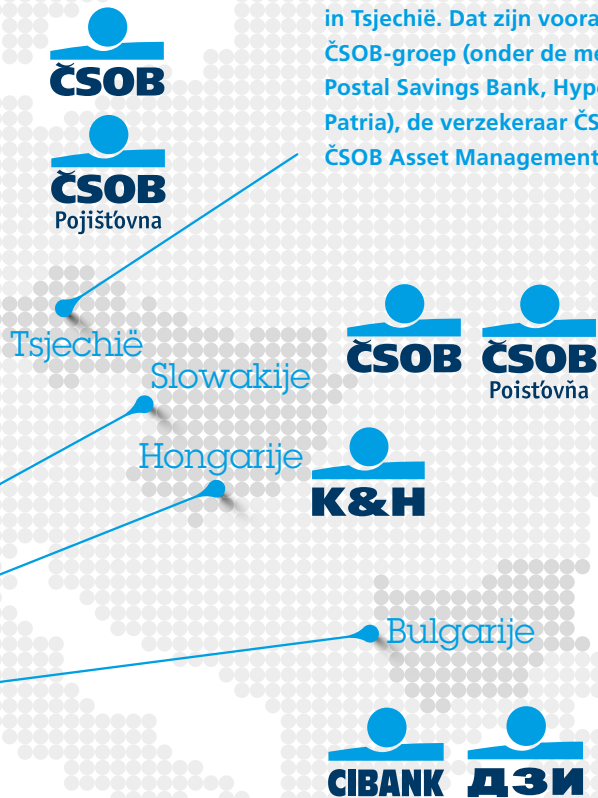 in Tsjechië. Dat zijn voora
ČSOB-groep (onder de me
Postal Savings Bank, Hype
Patria), de verzekeraar ČS
ČSOB Asset Management
ČSOB
ČSOB
Pojišťovna
Tsjechië
Slowakije
ČSOB ČSOB
Poisťovňa
Hongarije
K&H
Bulgarije
CIBANK ДЗИ